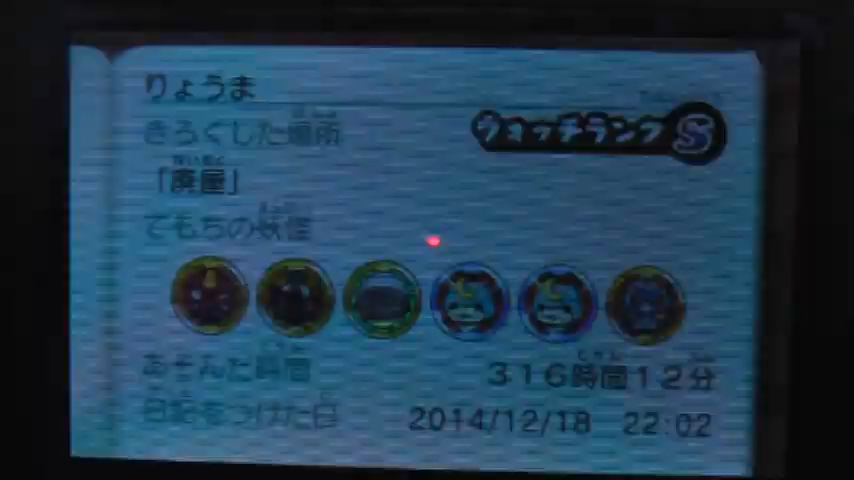 りょうま
きろくした場所
ウォッチランクS
「廃屋」
てもちの妖怪
あそんだ時間 316時間12分
日記をつけた日 2014/12/18 22:02